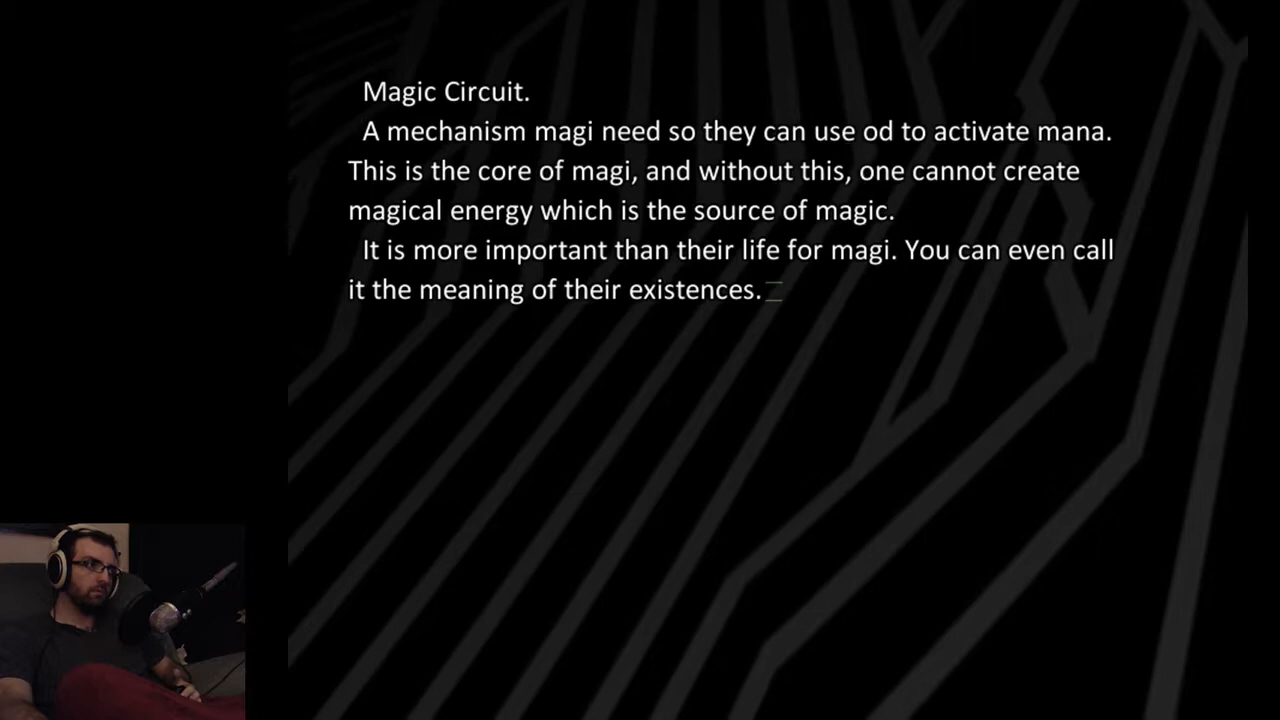 Magic Circuit.
A mechanism magi need so they can use od to activate mana.
This is the core of magi, and without this, one cannot create
magical energy which is the source of magic.
It is more important than their life for magi. You can even call
it the meaning of their existences.